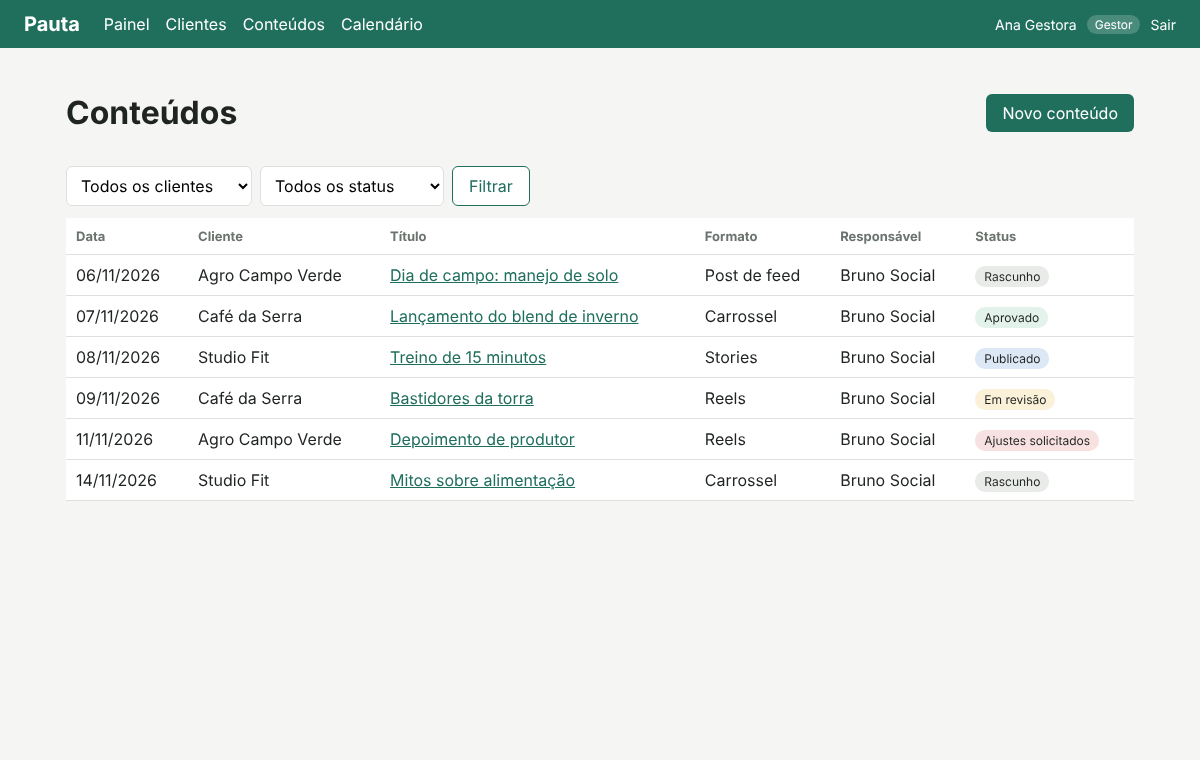 Pauta Painel Clientes Conteúdos Calendário Ana Gestora Gestor Sair
Conteúdos Novo conteúdo
Todos os clientes Todos os status Filtrar
Data Cliente Título Formato Responsável Status
06/11/2026 Agro Campo Verde Dia de campo: manejo de solo Post de feed Bruno Social Rascunho
07/11/2026 Café da Serra Lançamento do blend de inverno Carrossel Bruno Social Aprovado
08/11/2026 Studio Fit Treino de 15 minutos Stories Bruno Social Publicado
09/11/2026 Café da Serra Bastidores da torra Reels Bruno Social Em revisão
11/11/2026 Agro Campo Verde Depoimento de produtor Reels Bruno Social Ajustes solicitados
14/11/2026 Studio Fit Mitos sobre alimentação Carrossel Bruno Social Rascunho